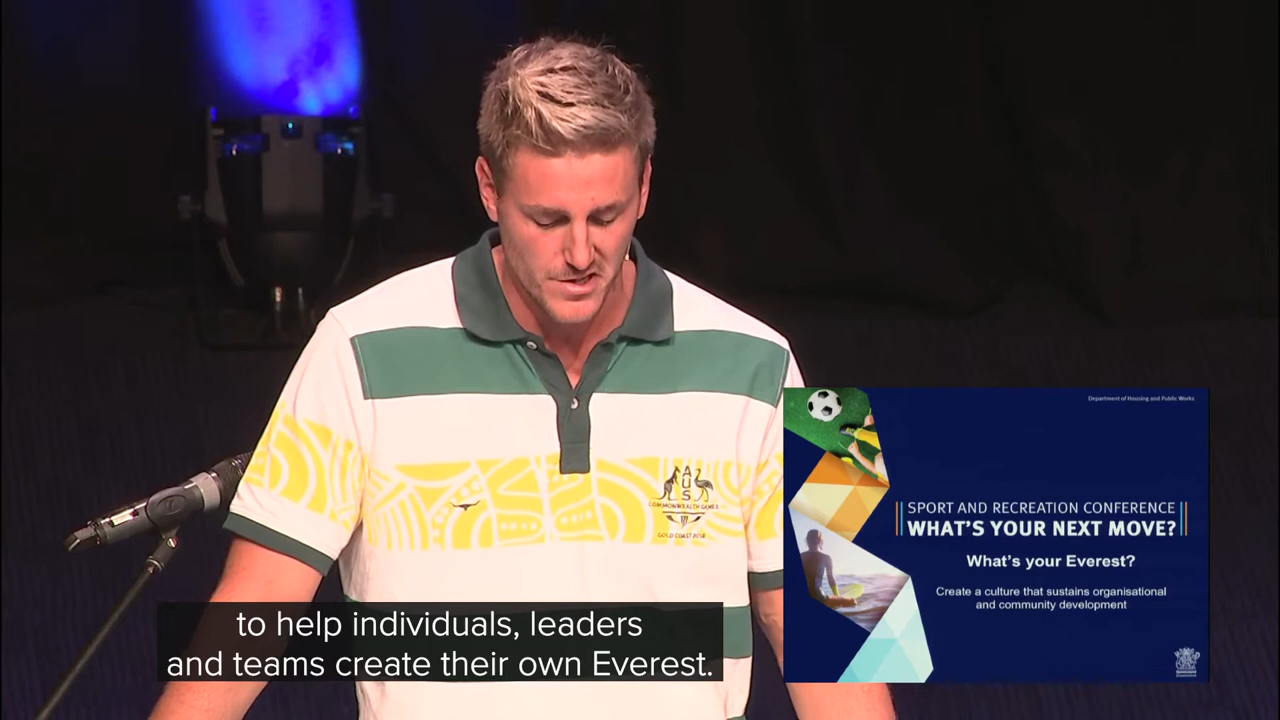 AUS
COMMONWEALTH GAMES
GOLD COAST 2018
Department of Housing and Public Works
SPORT AND RECREATION CONFERENCE
WHAT'S YOUR NEXT MOVE?
What's your Everest?
Create a culture that sustains organisational
and community development
to help individuals, leaders
and teams create their own Everest.